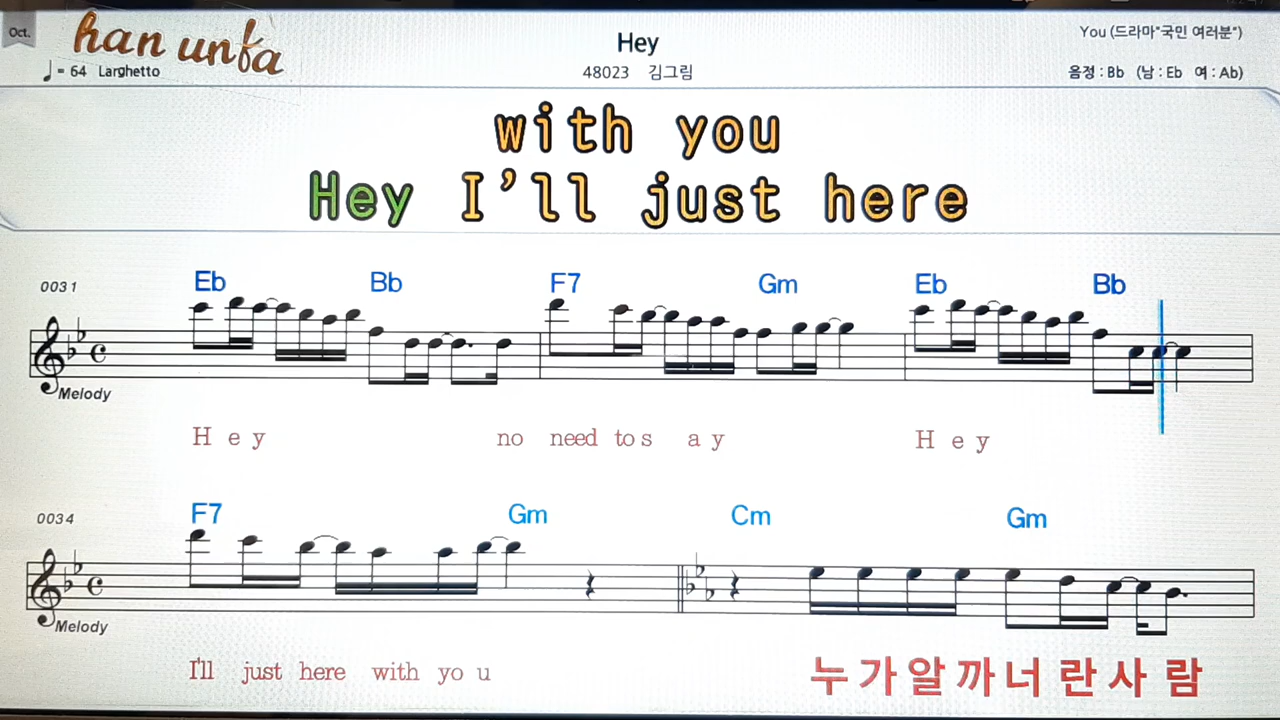 Oct.
han unfa
♩= 64 Larghetto
Hey
48023 김그림
You (드라마"국민 여러분")
음정 : Bb (남 : Eb 여 : Ab)
with you
Hey I'll just here
0031
Eb Bb F7 Gm Eb Bb
Melody
H e y no need to s a y H e y
0034
F7 Gm Cm Gm
Melody
I'll just here with yo u 누 가 알 까 너 란 사 람